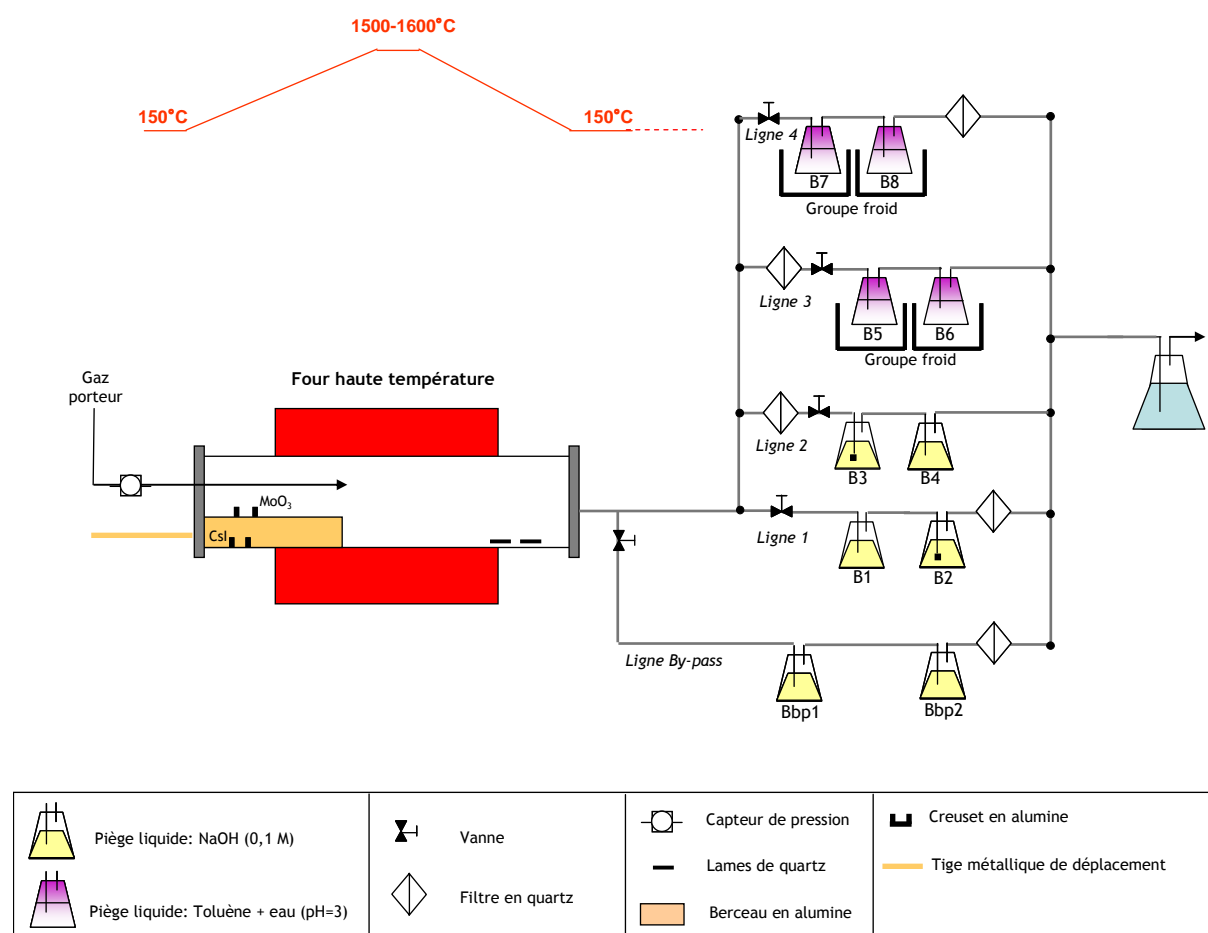 1500-1600°C
150°C
150°C
Ligne 4
B7
B8
Groupe froid
Ligne 3
B5
B6
Groupe froid
Gaz
porteur
Four haute température
Ligne 2
B3
B4
MoO3
CsI
Ligne 1
B1
B2
Ligne By-pass
Bbp1
Bbp2
Piège liquide: NaOH (0,1 M)
Piège liquide: Toluène + eau (pH=3)
Vanne
Filtre en quartz
Capteur de pression
Lames de quartz
Berceau en alumine
Creuset en alumine
Tige métallique de déplacement